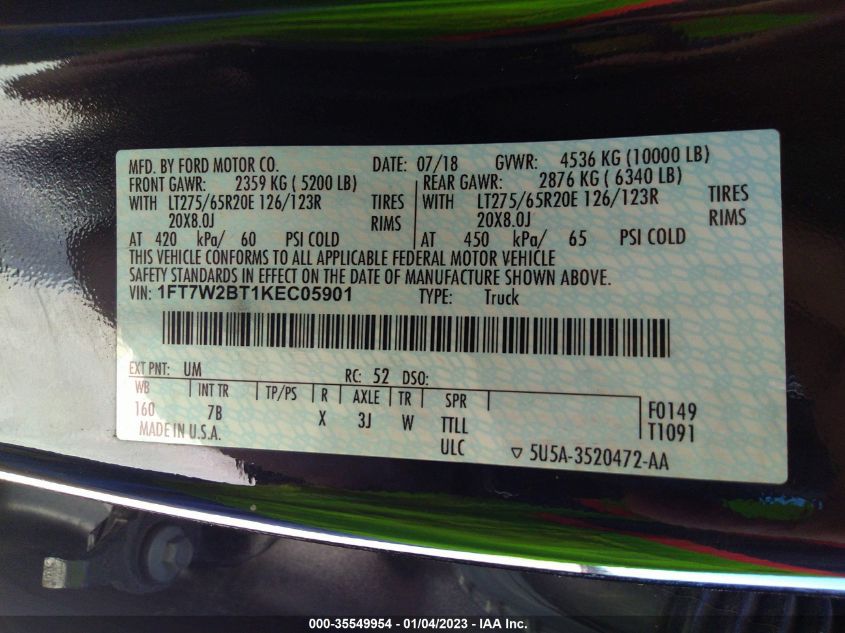 MFD. BY FORD MOTOR CO. DATE: 07/18 GVWR: 4536 KG (10000 LB)
FRONT GAWR: 2359 KG ( 5200 LB) REAR GAWR: 2876 KG ( 6340 LB)
WITH LT275/65R20E 126/123R TIRES WITH LT275/65R20E 126/123R TIRES
20X8.0J RIMS 20X8.0J RIMS
AT 420 kPa/ 60 PSI COLD AT 450 kPa/ 65 PSI COLD
THIS VEHICLE CONFORMS TO ALL APPLICABLE FEDERAL MOTOR VEHICLE
SAFETY STANDARDS IN EFFECT ON THE DATE OF MANUFACTURE SHOWN ABOVE.
VIN: 1FT7W2BT1KEC05901 TYPE: Truck
EXT PNT: UM RC: 52 DSO:
WB INT TR TP/PS R AXLE TR SPR
160 7B X 3J W TTLL F0149
MADE IN U.S.A. ULC T1091
▽ 5U5A-3520472-AA
000-35549954 - 01/04/2023 - IAA Inc.